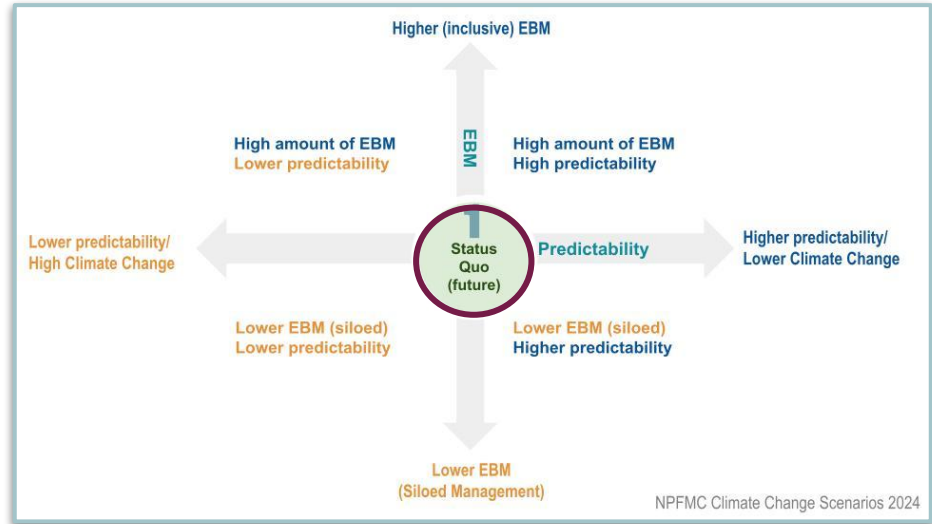 Higher (inclusive) EBM
High amount of EBM
Lower predictability
EBM
High amount of EBM
High predictability
Lower predictability/
High Climate Change
Status
Quo
(future)
Predictability
Higher predictability/
Lower Climate Change
Lower EBM (siloed)
Lower predictability
Lower EBM (siloed)
Higher predictability
Lower EBM
(Siloed Management)
NPFMC Climate Change Scenarios 2024